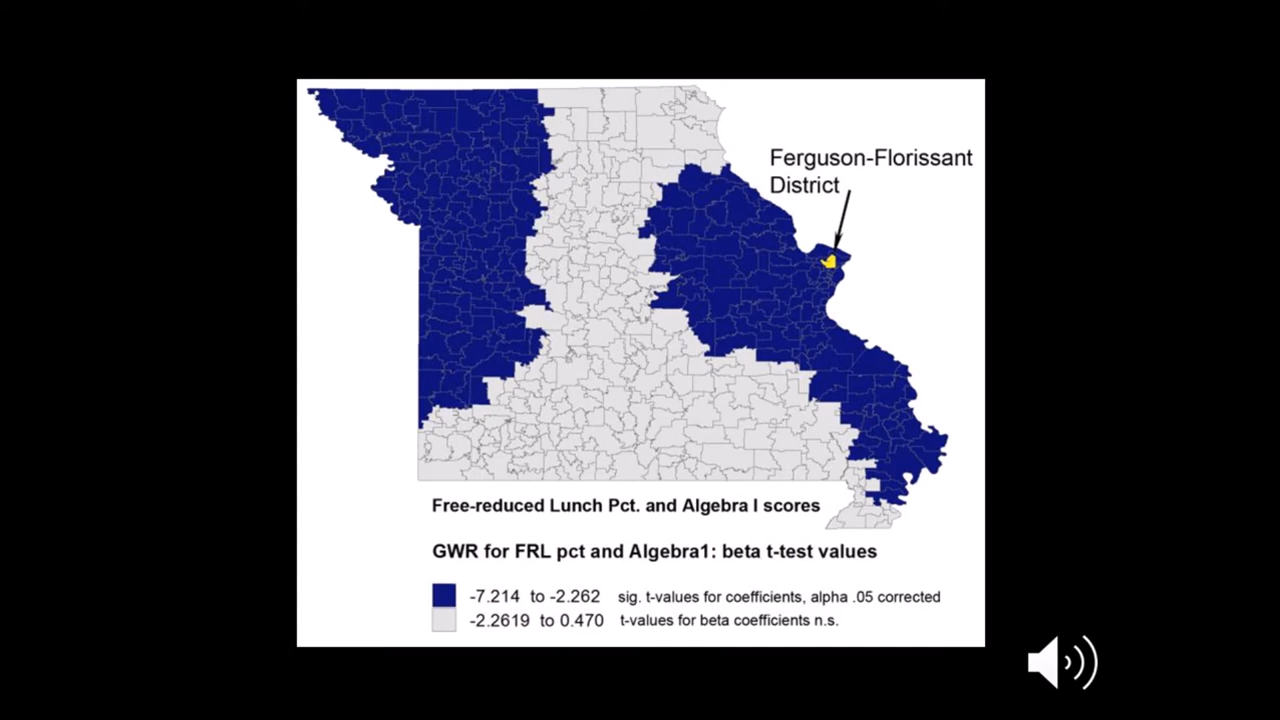 Ferguson-Florissant
District
Free-reduced Lunch Pct. and Algebra I scores
GWR for FRL pct and Algebra1: beta t-test values
-7.214 to -2.262 sig. t-values for coefficients, alpha .05 corrected
-2.2619 to 0.470 t-values for beta coefficients n.s.